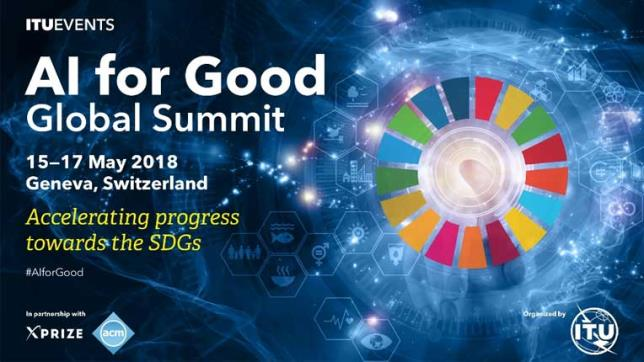 ITUEVENTS
AI for Good
Global Summit
15–17 May 2018
Geneva, Switzerland
Accelerating progress
towards the SDGs
#AIforGood
In partnership with
XPRIZE
acm
Organized by
ITU